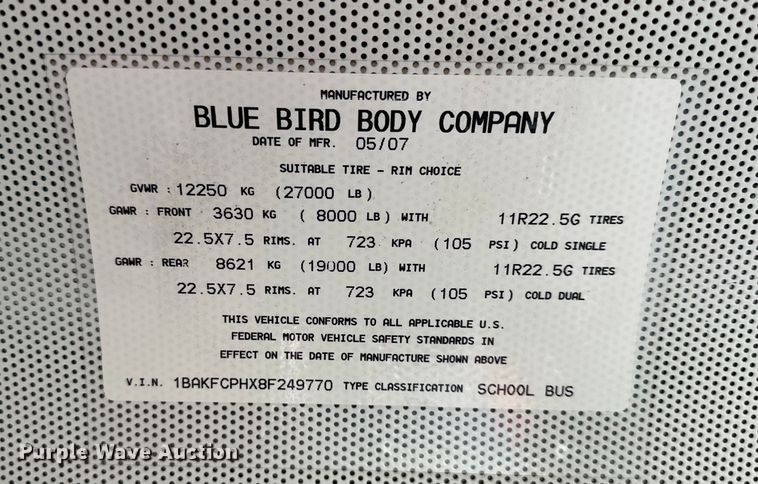 MANUFACTURED BY
BLUE BIRD BODY COMPANY
DATE OF MFR. 05/07
SUITABLE TIRE - RIM CHOICE
GVWR : 12250 KG (27000 LB)
GAWR : FRONT 3630 KG ( 8000 LB) WITH 11R22.5G TIRES
22.5X7.5 RIMS. AT 723 KPA (105 PSI) COLD SINGLE
GAWR : REAR 8621 KG (19000 LB) WITH 11R22.5G TIRES
22.5X7.5 RIMS. AT 723 KPA (105 PSI) COLD DUAL
THIS VEHICLE CONFORMS TO ALL APPLICABLE U.S.
FEDERAL MOTOR VEHICLE SAFETY STANDARDS IN
EFFECT ON THE DATE OF MANUFACTURE SHOWN ABOVE
V.I.N. 1BAKFCPHX8F249770 TYPE CLASSIFICATION SCHOOL BUS
Purple Wave Auction